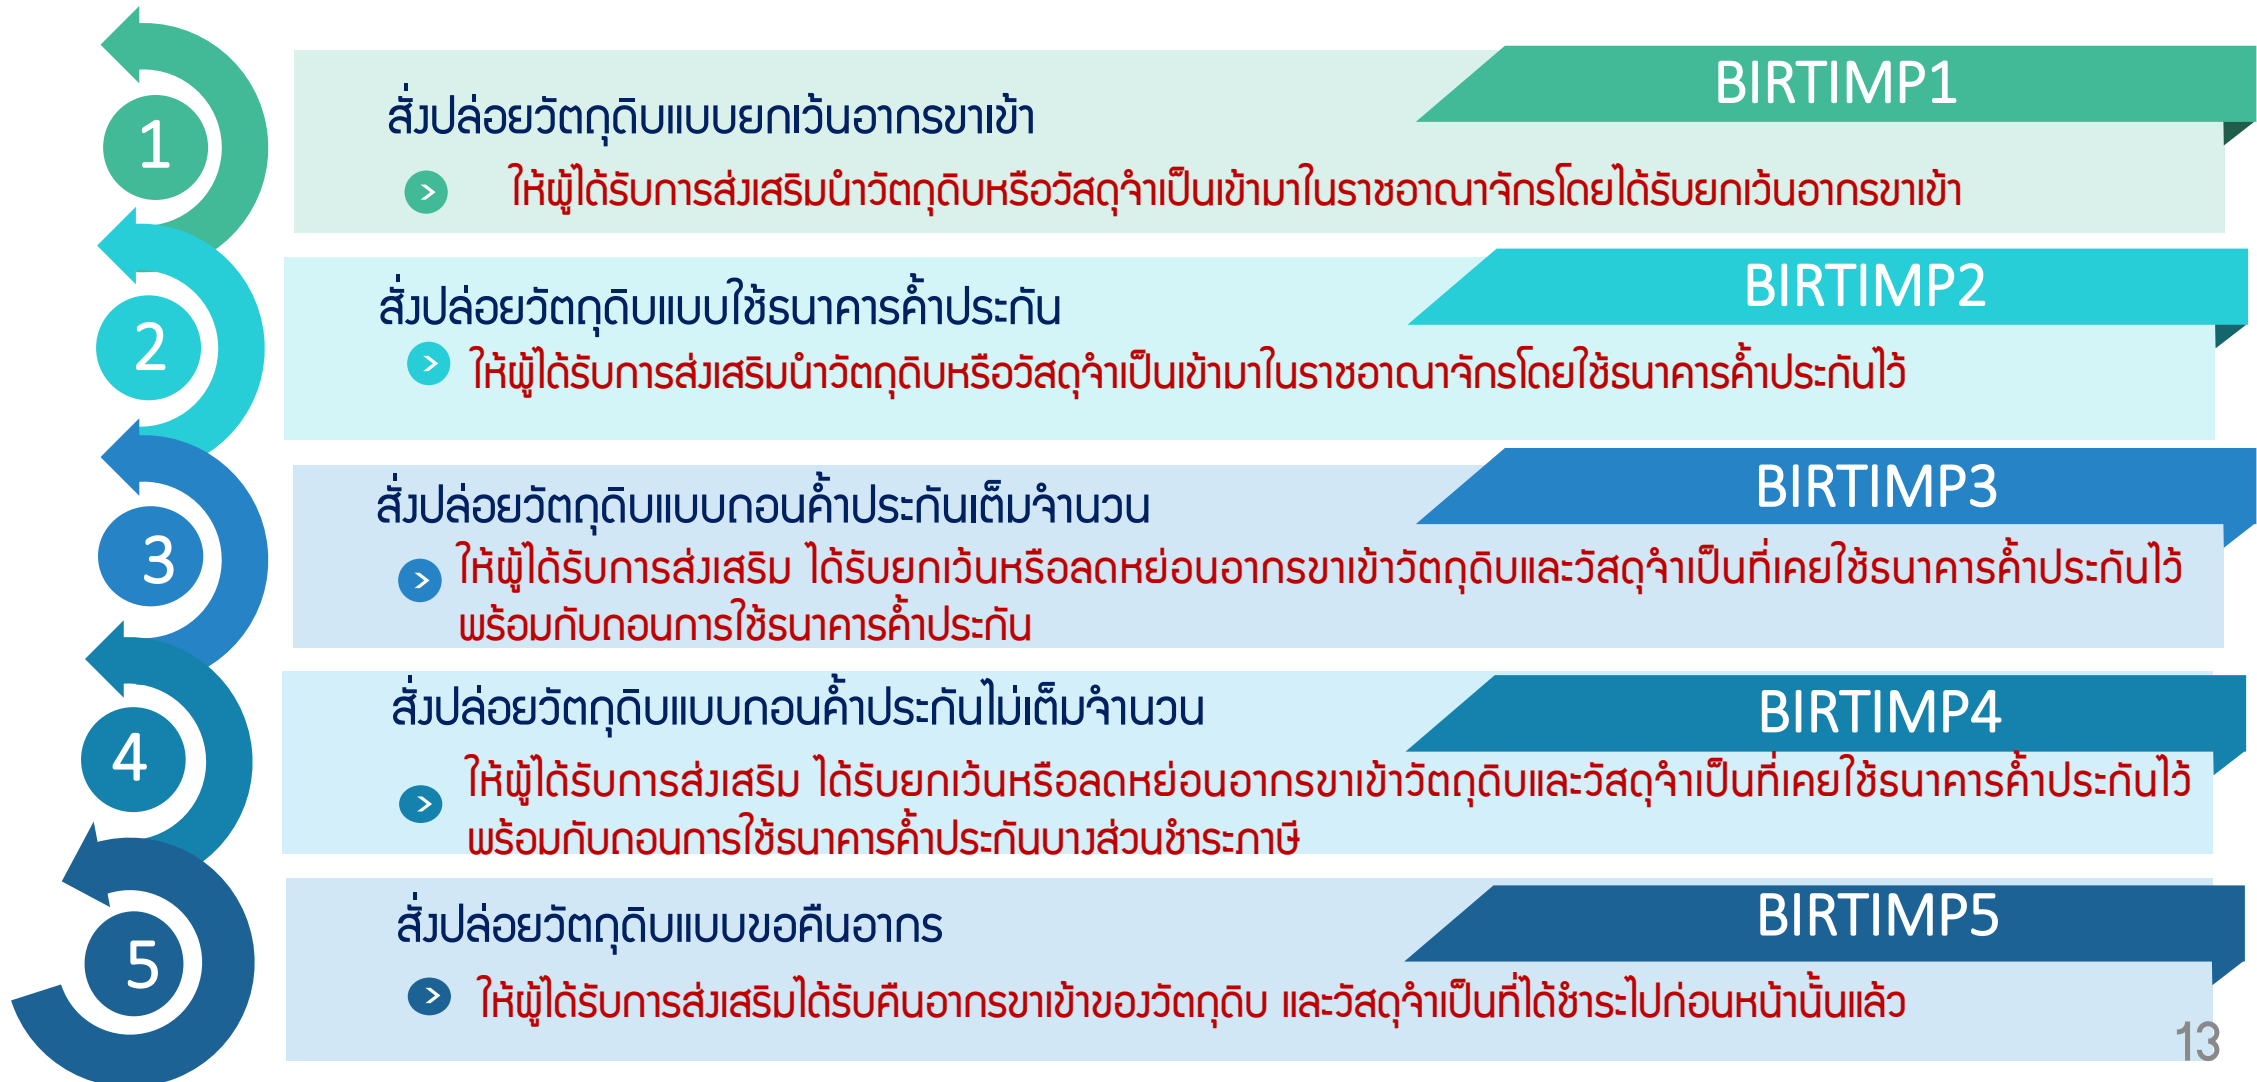 1
สั่งปล่อยวัตถุดิบแบบยกเว้นอากรขาเข้า
BIRTIMP1
> ให้ผู้ได้รับการส่งเสริมนำวัตถุดิบหรือวัสดุจำเป็นเข้ามาในราชอาณาจักรโดยได้รับยกเว้นอากรขาเข้า
2
สั่งปล่อยวัตถุดิบแบบใช้ธนาคารค้ำประกัน
BIRTIMP2
> ให้ผู้ได้รับการส่งเสริมนำวัตถุดิบหรือวัสดุจำเป็นเข้ามาในราชอาณาจักรโดยใช้ธนาคารค้ำประกันไว้
3
สั่งปล่อยวัตถุดิบแบบถอนค้ำประกันเต็มจำนวน
BIRTIMP3
> ให้ผู้ได้รับการส่งเสริม ได้รับยกเว้นหรือลดหย่อนอากรขาเข้าวัตถุดิบและวัสดุจำเป็นที่เคยใช้ธนาคารค้ำประกันไว้
พร้อมกับถอนการใช้ธนาคารค้ำประกัน
4
สั่งปล่อยวัตถุดิบแบบถอนค้ำประกันไม่เต็มจำนวน
BIRTIMP4
> ให้ผู้ได้รับการส่งเสริม ได้รับยกเว้นหรือลดหย่อนอากรขาเข้าวัตถุดิบและวัสดุจำเป็นที่เคยใช้ธนาคารค้ำประกันไว้
พร้อมกับถอนการใช้ธนาคารค้ำประกันบางส่วนชำระภาษี
5
สั่งปล่อยวัตถุดิบแบบขอคืนอากร
BIRTIMP5
> ให้ผู้ได้รับการส่งเสริมได้รับคืนอากรขาเข้าของวัตถุดิบ และวัสดุจำเป็นที่ได้ชำระไปก่อนหน้านั้นแล้ว
13